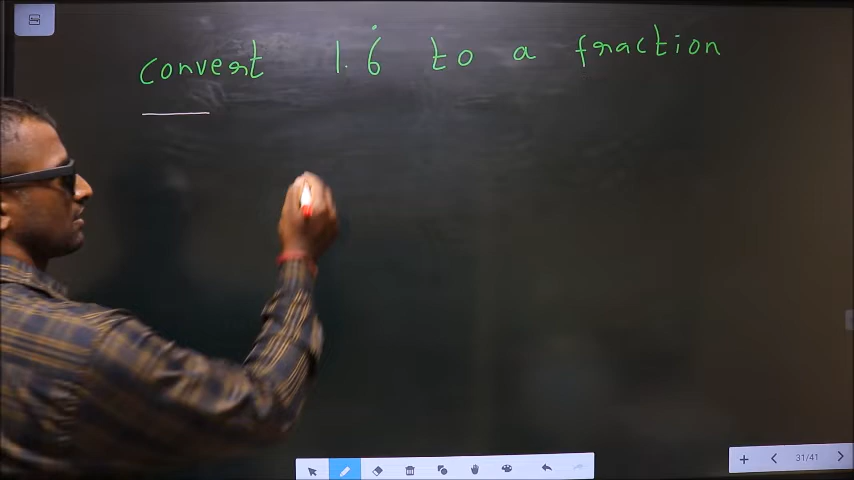 convert 1.6̇ to a fraction
31/41